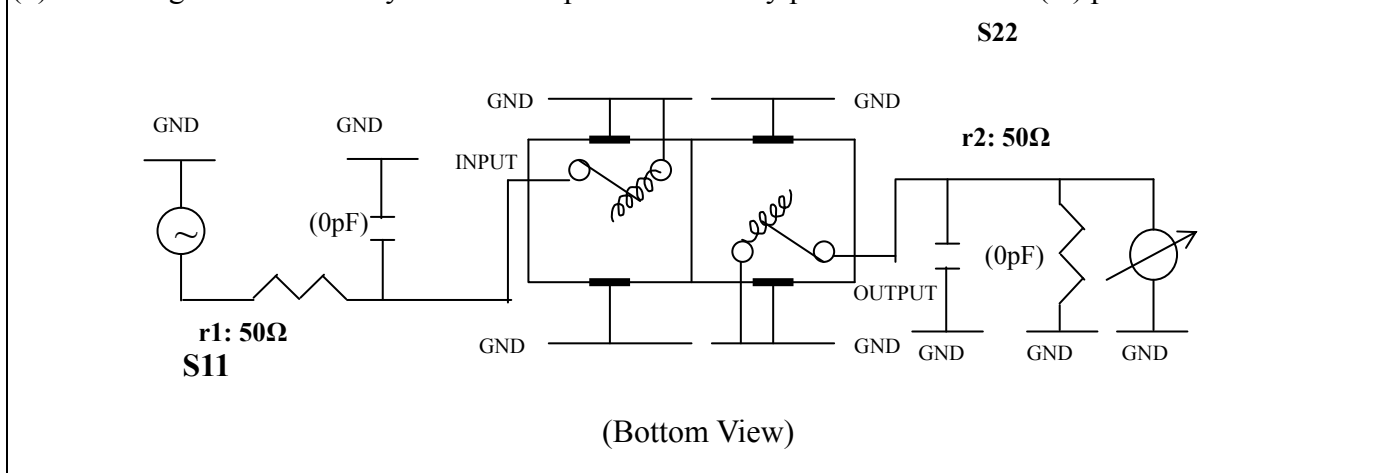 S22
GND
GND
GND
GND
r2: 50Ω
INPUT
(0pF)
(0pF)
OUTPUT
r1: 50Ω
GND
GND
GND
GND
GND
S11
(Bottom View)